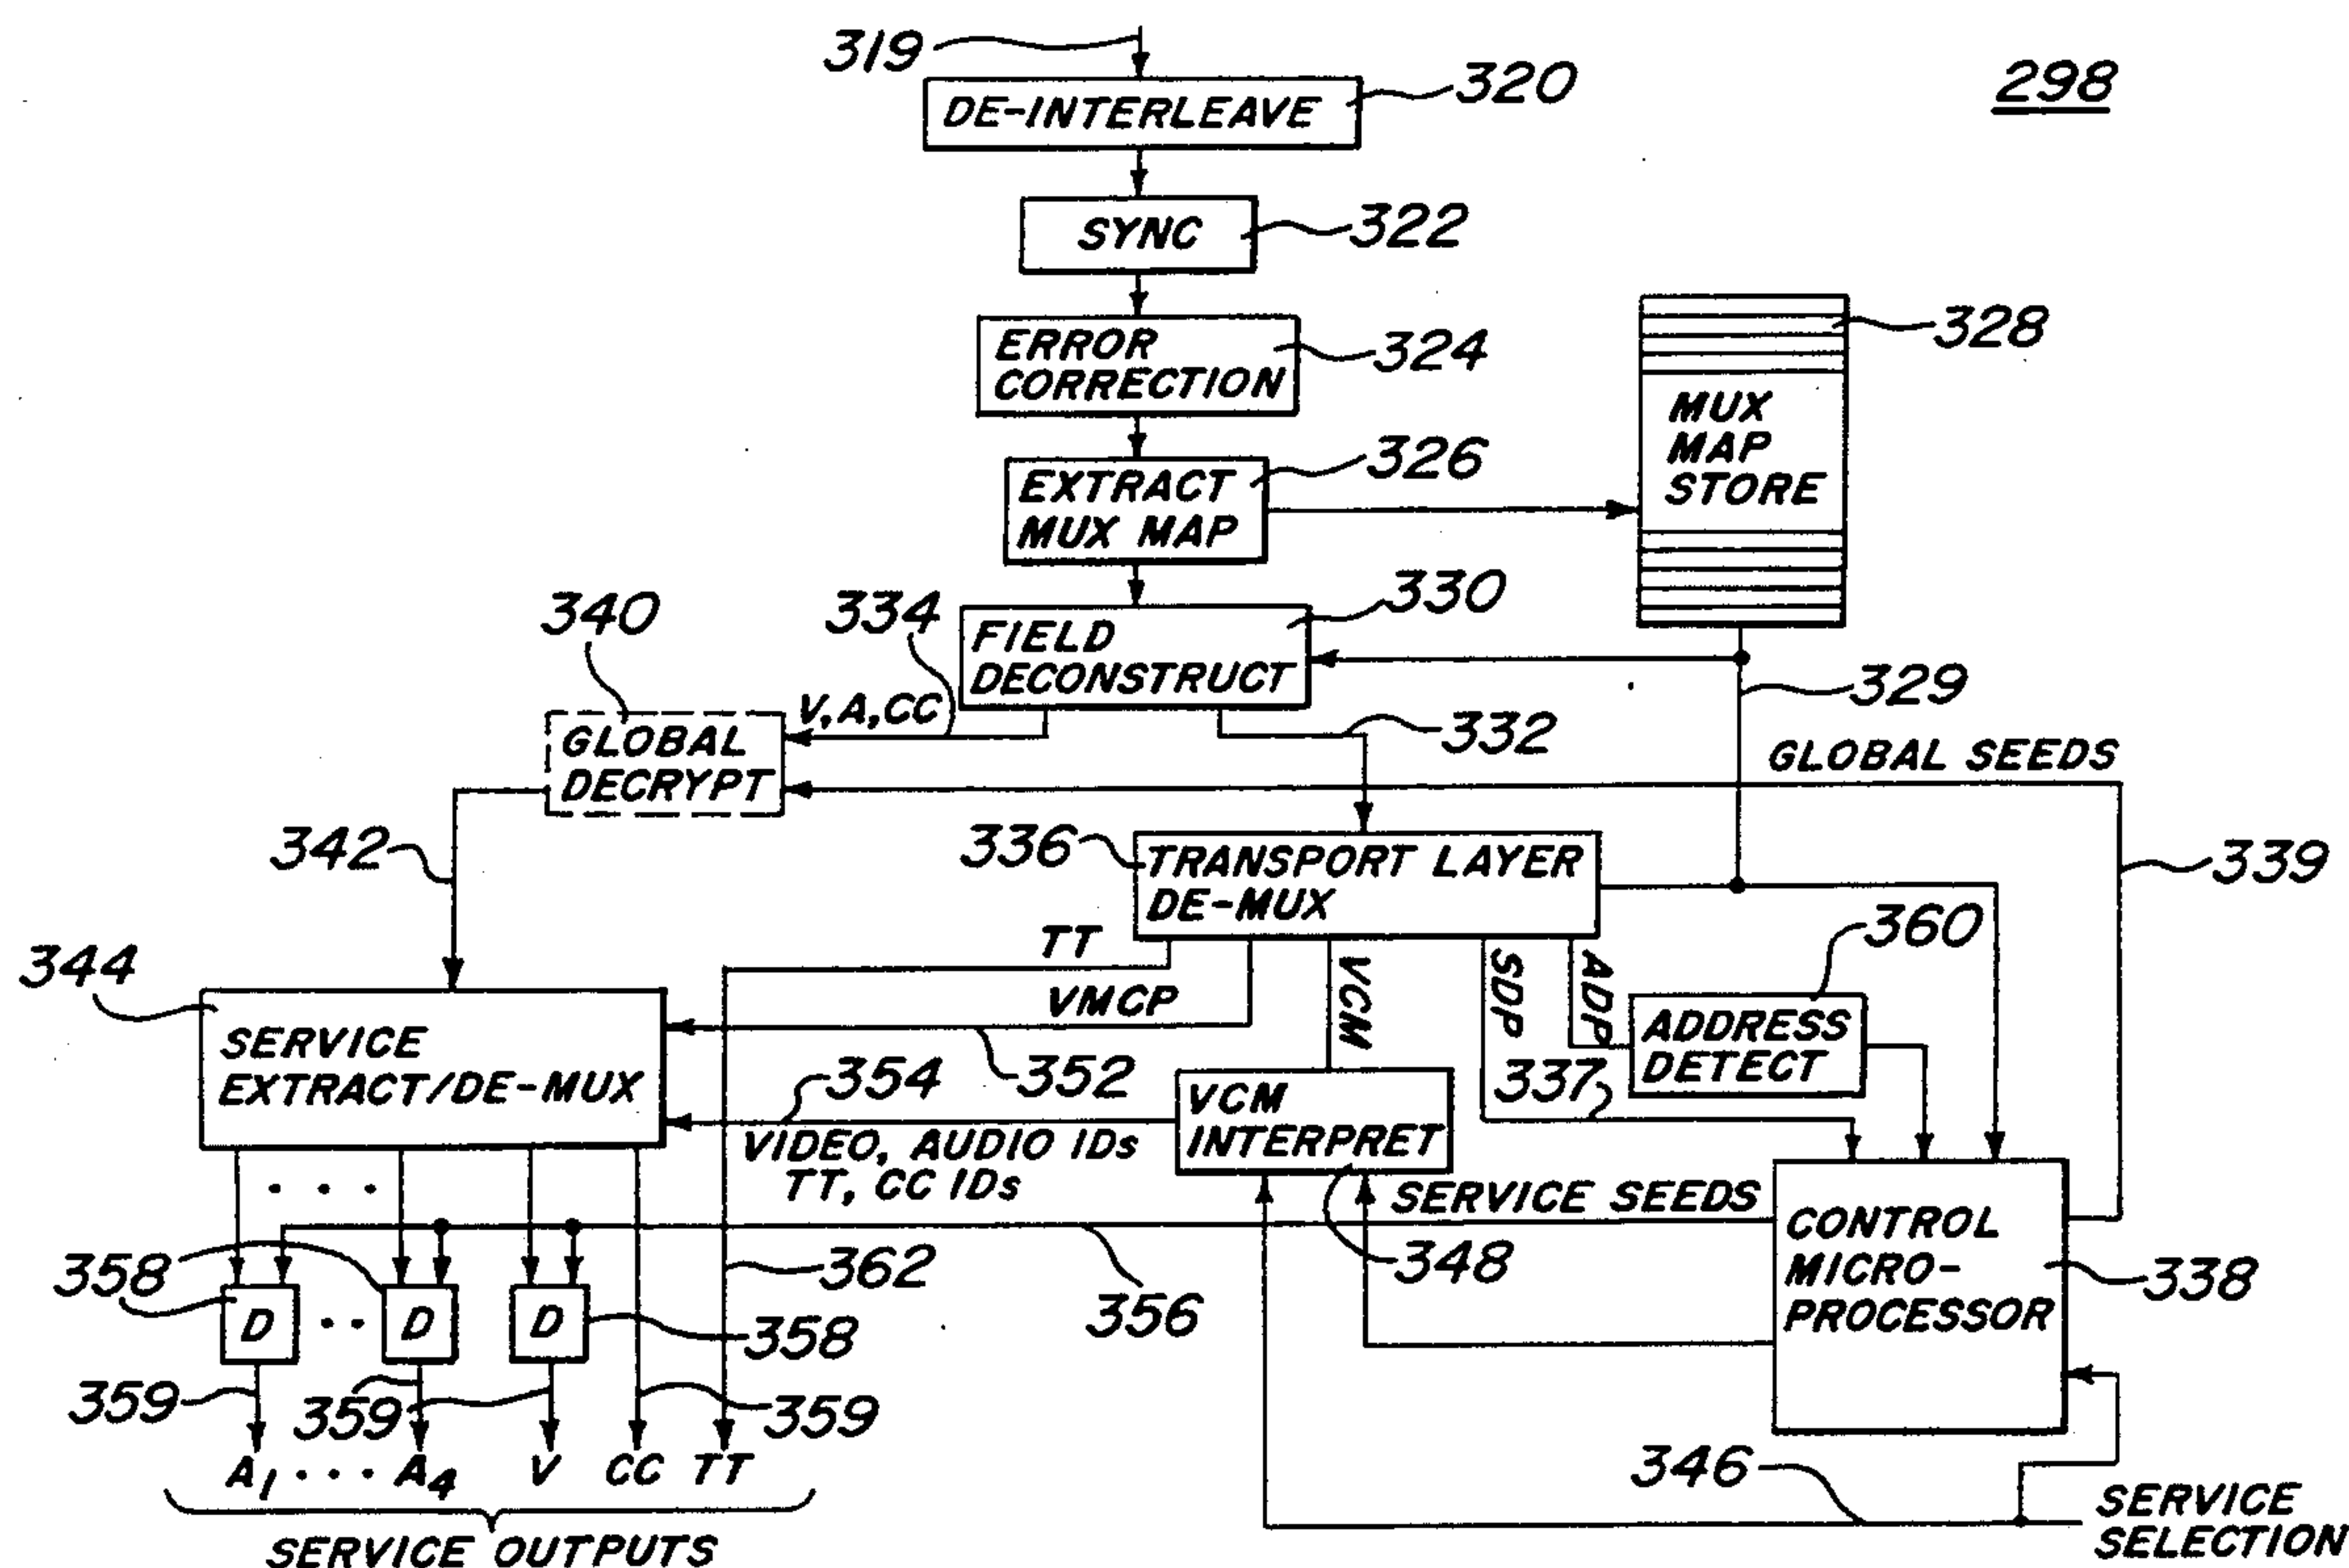 319
DE-INTERLEAVE
320
298
SYNC
322
ERROR
CORRECTION
324
MUX
MAP
STORE
328
EXTRACT
MUX MAP
326
FIELD
DECONSTRUCT
330
340
334
V,A,CC
GLOBAL
DECRYPT
332
329
GLOBAL SEEDS
342
336
TRANSPORT LAYER
DE-MUX
339
344
TT
VMCP
VCM
SDP
ADP
360
ADDRESS
DETECT
SERVICE
EXTRACT/DE-MUX
354
352
337
VCM
INTERPRET
VIDEO, AUDIO IDs
TT, CC IDs
SERVICE SEEDS
CONTROL
MICRO-
PROCESSOR
338
358
D
. .
D
D
358
362
356
348
359
359
359
A1 . . . A4 V CC TT
SERVICE OUTPUTS
346
SERVICE
SELECTION